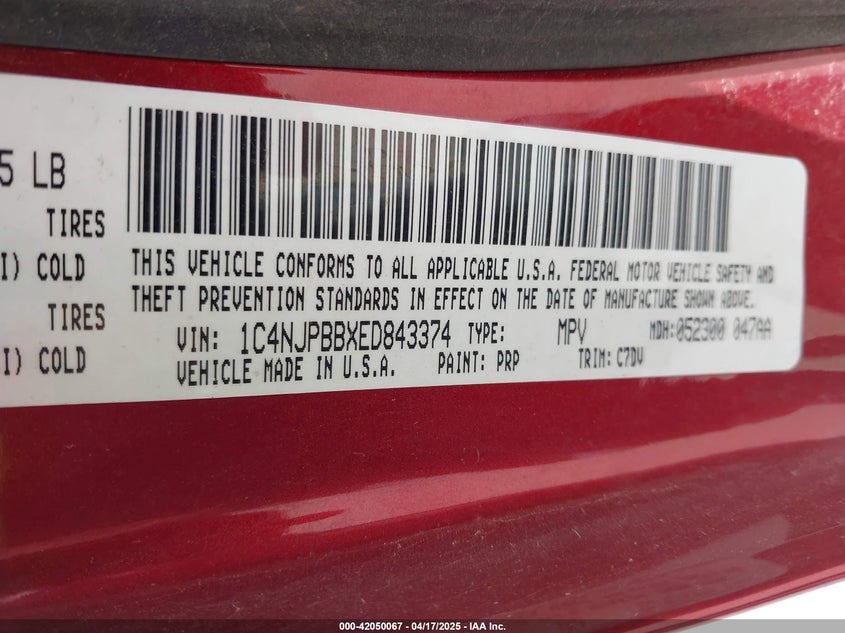 5 LB
TIRES
I) COLD
TIRES
I) COLD
THIS VEHICLE CONFORMS TO ALL APPLICABLE U.S.A. FEDERAL MOTOR VEHICLE SAFETY AND
THEFT PREVENTION STANDARDS IN EFFECT ON THE DATE OF MANUFACTURE SHOWN ABOVE.
VIN: 1C4NJPBBXED843374 TYPE: MPV MDH:052300 047AA
VEHICLE MADE IN U.S.A. PAINT: PRP TRIM: C7DV
000-42050067 - 04/17/2025 - IAA Inc.